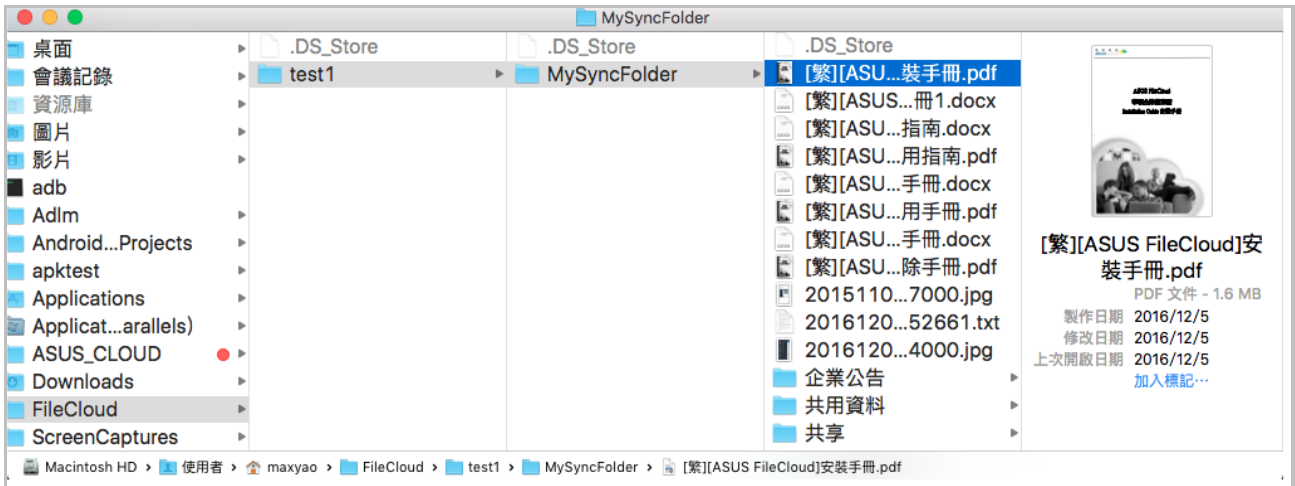 MySyncFolder
桌面
會議記錄
資源庫
圖片
影片
adb
Adlm
Android...Projects
apktest
Applications
Applicat...arallels)
ASUS_CLOUD
Downloads
FileCloud
ScreenCaptures
.DS_Store
test1
.DS_Store
MySyncFolder
.DS_Store
[繁][ASU...裝手冊.pdf
[繁][ASUS...冊1.docx
[繁][ASU...指南.docx
[繁][ASU...用指南.pdf
[繁][ASU...手冊.docx
[繁][ASU...用手冊.pdf
[繁][ASU...手冊.docx
[繁][ASU...除手冊.pdf
2015110...7000.jpg
2016120...52661.txt
2016120...4000.jpg
企業公告
共用資料
共享
ASUS FileCloud
Installation Guide 安裝手冊
[繁][ASUS FileCloud]安
裝手冊.pdf
PDF 文件 - 1.6 MB
製作日期 2016/12/5
修改日期 2016/12/5
上次開啟日期 2016/12/5
加入標記…
Macintosh HD › 使用者 › maxyao › FileCloud › test1 › MySyncFolder › [繁][ASUS FileCloud]安裝手冊.pdf